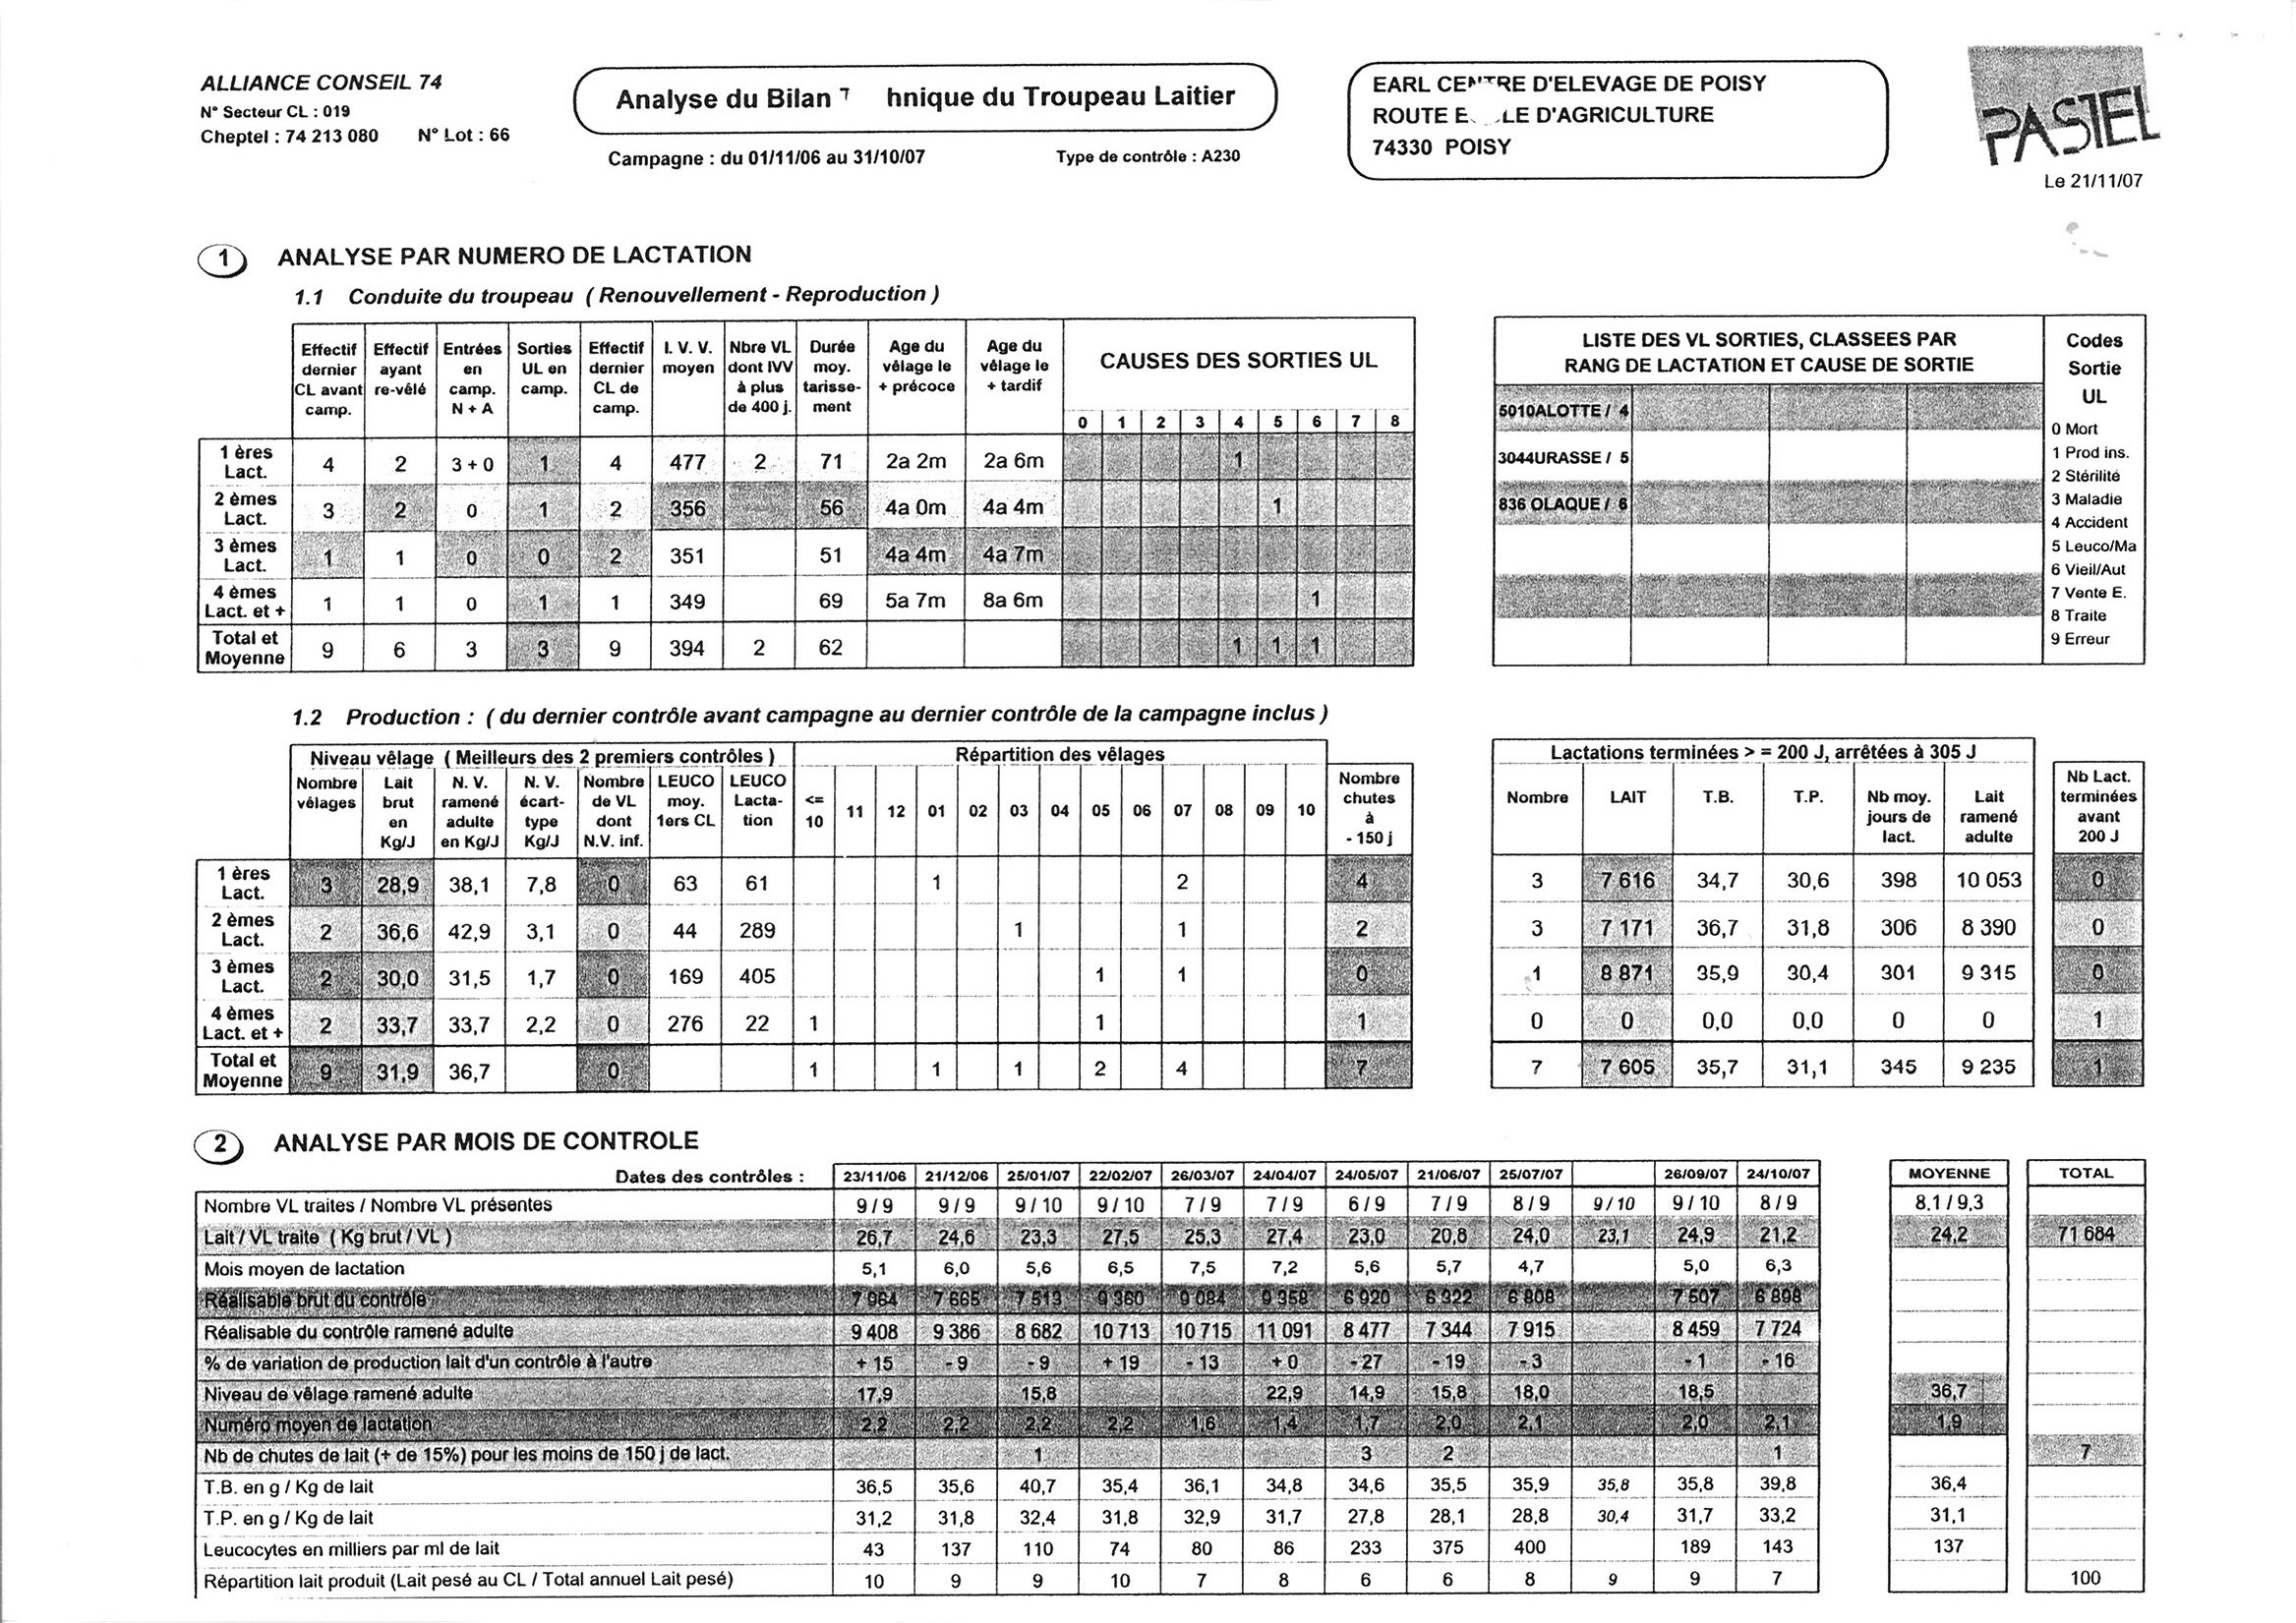 ALLIANCE CONSEIL 74
N° Secteur CL : 019
Cheptel : 74 213 080 N° Lot : 66
Analyse du Bilan hnique du Troupeau Laitier
Campagne : du 01/11/06 au 31/10/07 Type de contrôle : A230
EARL CENTRE D'ELEVAGE DE POISY
ROUTE E LE D'AGRICULTURE
74330 POISY
PASTEL
Le 21/11/07
1 ANALYSE PAR NUMERO DE LACTATION
1.1 Conduite du troupeau ( Renouvellement - Reproduction )
Effectif dernier CL avant camp. Effectif ayant re-vêlé Entrées en camp. N + A Sorties UL en camp. Effectif dernier CL de camp. I. V. V. moyen Nbre VL dont IVV à plus de 400 j. Durée moy. tarisse-ment Age du vêlage le + précoce Age du vêlage le + tardif CAUSES DES SORTIES UL
0 1 2 3 4 5 6 7 8
1 ères Lact. 4 2 3 + 0 1 4 477 2 71 2a 2m 2a 6m 1
2 èmes Lact. 3 2 0 1 2 356 56 4a 0m 4a 4m 1
3 èmes Lact. 1 1 0 0 2 351 51 4a 4m 4a 7m
4 èmes Lact. et + 1 1 0 1 1 349 69 5a 7m 8a 6m 1
Total et Moyenne 9 6 3 3 9 394 2 62 1 1 1
LISTE DES VL SORTIES, CLASSEES PAR
RANG DE LACTATION ET CAUSE DE SORTIE
5010ALOTTE / 4
3044URASSE / 5
836 OLAQUE / 6
Codes
Sortie
UL
0 Mort
1 Prod ins.
2 Stérilité
3 Maladie
4 Accident
5 Leuco/Ma
6 Vieil/Aut
7 Vente E.
8 Traite
9 Erreur
1.2 Production : ( du dernier contrôle avant campagne au dernier contrôle de la campagne inclus )
Niveau vêlage ( Meilleurs des 2 premiers contrôles ) Répartition des vêlages
Nombre vêlages Lait brut en Kg/J N. V. ramené adulte en Kg/J N. V. écart-type Kg/J Nombre de VL dont N.V. inf. LEUCO moy. 1ers CL LEUCO Lacta-tion <= 10 11 12 01 02 03 04 05 06 07 08 09 10 Nombre chutes à - 150 j
1 ères Lact. 3 28,9 38,1 7,8 0 63 61 1 2 4
2 èmes Lact. 2 36,6 42,9 3,1 0 44 289 1 1 2
3 èmes Lact. 2 30,0 31,5 1,7 0 169 405 1 1 0
4 èmes Lact. et + 2 33,7 33,7 2,2 0 276 22 1 1 1
Total et Moyenne 9 31,9 36,7 0 1 1 1 2 4 7
Lactations terminées > = 200 J, arrêtées à 305 J
Nombre LAIT T.B. T.P. Nb moy. jours de lact. Lait ramené adulte Nb Lact. terminées avant 200 J
3 7 616 34,7 30,6 398 10 053 0
3 7 171 36,7 31,8 306 8 390 0
1 8 871 35,9 30,4 301 9 315 0
0 0 0,0 0,0 0 0 1
7 7 605 35,7 31,1 345 9 235 1
2 ANALYSE PAR MOIS DE CONTROLE
Dates des contrôles : 23/11/06 21/12/06 25/01/07 22/02/07 26/03/07 24/04/07 24/05/07 21/06/07 25/07/07 26/09/07 24/10/07 MOYENNE TOTAL
Nombre VL traites / Nombre VL présentes 9 / 9 9 / 9 9 / 10 9 / 10 7 / 9 7 / 9 6 / 9 7 / 9 8 / 9 9 / 10 9 / 10 8 / 9 8.1 / 9,3
Lait / VL traite ( Kg brut / VL ) 26,7 24,6 23,3 27,5 25,3 27,4 23,0 20,8 24,0 23,1 24,9 21,2 24,2 71 684
Mois moyen de lactation 5,1 6,0 5,6 6,5 7,5 7,2 5,6 5,7 4,7 5,0 6,3
Réalisable brut du contrôle 7 964 7 665 7 513 9 360 9 084 9 358 6 920 6 322 6 808 7 507 6 898
Réalisable du contrôle ramené adulte 9 408 9 386 8 682 10 713 10 715 11 091 8 477 7 344 7 915 8 459 7 724
% de variation de production lait d'un contrôle à l'autre + 15 - 9 - 9 + 19 - 13 + 0 - 27 - 19 - 3 - 1 - 16
Niveau de vêlage ramené adulte 17,9 15,8 22,9 14,9 15,8 18,0 18,5 36,7
Numéro moyen de lactation 2,2 2,2 2,2 2,2 1,6 1,4 1,7 2,0 2,1 2,0 2,1 1,9
Nb de chutes de lait (+ de 15%) pour les moins de 150 j de lact. 1 3 2 1 7
T.B. en g / Kg de lait 36,5 35,6 40,7 35,4 36,1 34,8 34,6 35,5 35,9 35,8 35,8 39,8 36,4
T.P. en g / Kg de lait 31,2 31,8 32,4 31,8 32,9 31,7 27,8 28,1 28,8 30,4 31,7 33,2 31,1
Leucocytes en milliers par ml de lait 43 137 110 74 80 86 233 375 400 189 143 137
Répartition lait produit (Lait pesé au CL / Total annuel Lait pesé) 10 9 9 10 7 8 6 6 8 9 9 7 100